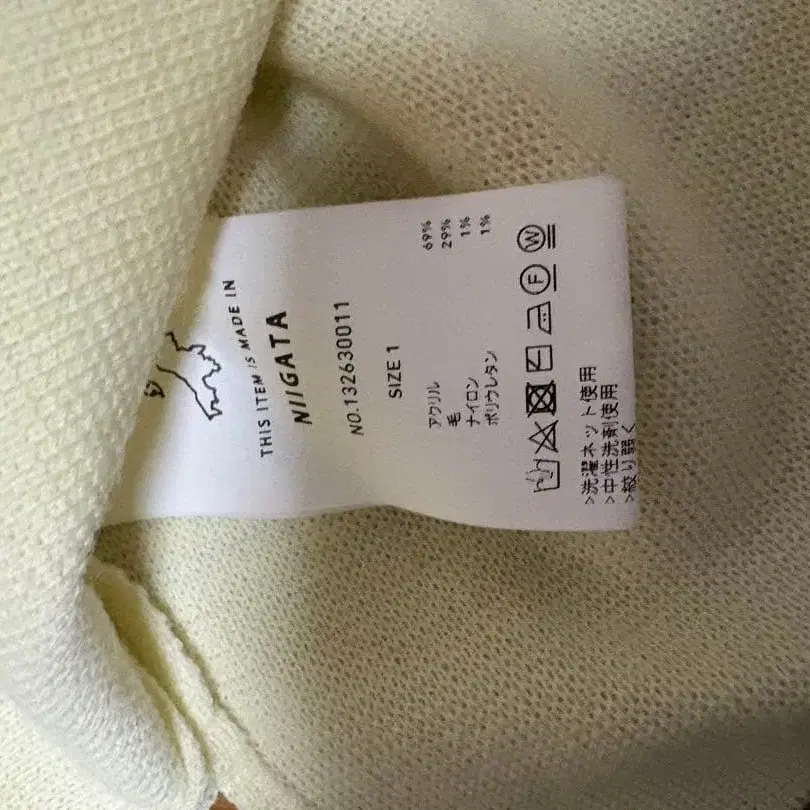 THIS ITEM IS MADE IN
NIIGATA
NO.132630011
SIZE 1
アクリル 69%
毛 29%
ナイロン 1%
ポリウレタン 1%
F W
>洗濯ネット使用
>中性洗剤使用
>絞り弱く